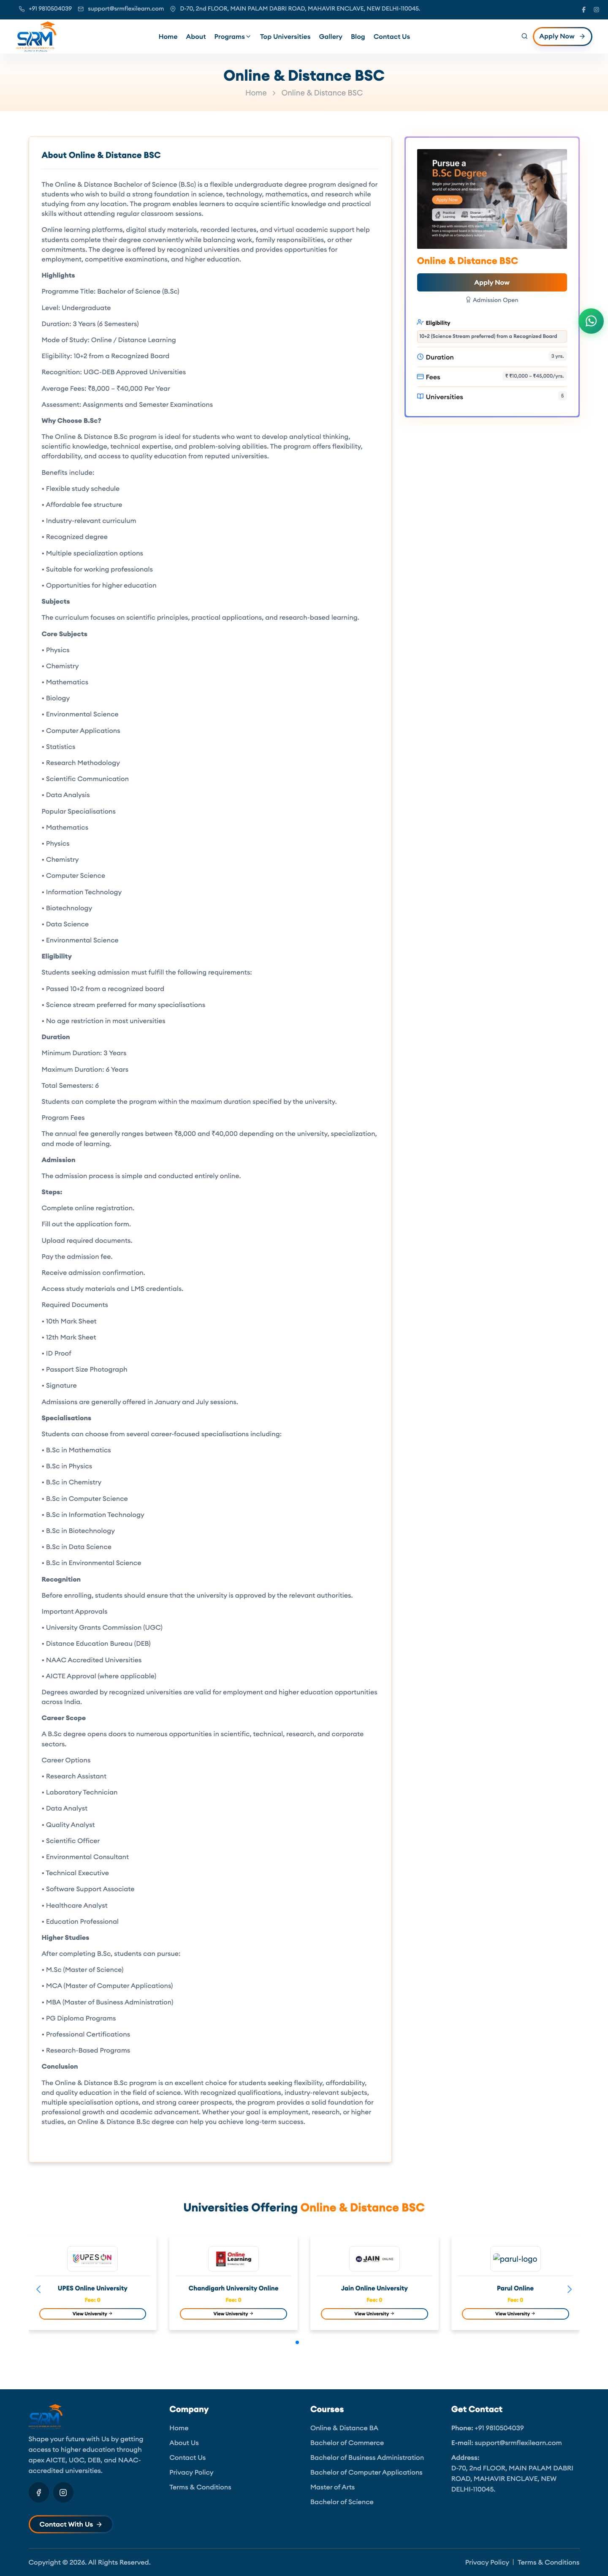 +91 9810504039 support@srmflexilearn.com D-70, 2nd FLOOR, MAIN PALAM DABRI ROAD, MAHAVIR ENCLAVE, NEW DELHI-110045.
SRM
Home About Programs Top Universities Gallery Blog Contact Us
Apply Now
Online & Distance BSC
Home > Online & Distance BSC
About Online & Distance BSC
The Online & Distance Bachelor of Science (B.Sc) is a flexible undergraduate degree program designed for
students who wish to build a strong foundation in science, technology, mathematics, and research while
studying from any location. The program enables learners to acquire scientific knowledge and practical
skills without attending regular classroom sessions.
Online learning platforms, digital study materials, recorded lectures, and virtual academic support help
students complete their degree conveniently while balancing work, family responsibilities, or other
commitments. The degree is offered by recognized universities and provides opportunities for
employment, competitive examinations, and higher education.
Highlights
Programme Title: Bachelor of Science (B.Sc)
Level: Undergraduate
Duration: 3 Years (6 Semesters)
Mode of Study: Online / Distance Learning
Eligibility: 10+2 from a Recognized Board
Recognition: UGC-DEB Approved Universities
Average Fees: ₹8,000 – ₹40,000 Per Year
Assessment: Assignments and Semester Examinations
Why Choose B.Sc?
The Online & Distance B.Sc program is ideal for students who want to develop analytical thinking,
scientific knowledge, technical expertise, and problem-solving abilities. The program offers flexibility,
affordability, and access to quality education from reputed universities.
Benefits include:
• Flexible study schedule
• Affordable fee structure
• Industry-relevant curriculum
• Recognized degree
• Multiple specialization options
• Suitable for working professionals
• Opportunities for higher education
Subjects
The curriculum focuses on scientific principles, practical applications, and research-based learning.
Core Subjects
• Physics
• Chemistry
• Mathematics
• Biology
• Environmental Science
• Computer Applications
• Statistics
• Research Methodology
• Scientific Communication
• Data Analysis
Popular Specialisations
• Mathematics
• Physics
• Chemistry
• Computer Science
• Information Technology
• Biotechnology
• Data Science
• Environmental Science
Eligibility
Students seeking admission must fulfill the following requirements:
• Passed 10+2 from a recognized board
• Science stream preferred for many specialisations
• No age restriction in most universities
Duration
Minimum Duration: 3 Years
Maximum Duration: 6 Years
Total Semesters: 6
Students can complete the program within the maximum duration specified by the university.
Program Fees
The annual fee generally ranges between ₹8,000 and ₹40,000 depending on the university, specialization,
and mode of learning.
Admission
The admission process is simple and conducted entirely online.
Steps:
Complete online registration.
Fill out the application form.
Upload required documents.
Pay the admission fee.
Receive admission confirmation.
Access study materials and LMS credentials.
Required Documents
• 10th Mark Sheet
• 12th Mark Sheet
• ID Proof
• Passport Size Photograph
• Signature
Admissions are generally offered in January and July sessions.
Specialisations
Students can choose from several career-focused specialisations including:
• B.Sc in Mathematics
• B.Sc in Physics
• B.Sc in Chemistry
• B.Sc in Computer Science
• B.Sc in Information Technology
• B.Sc in Biotechnology
• B.Sc in Data Science
• B.Sc in Environmental Science
Recognition
Before enrolling, students should ensure that the university is approved by the relevant authorities.
Important Approvals
• University Grants Commission (UGC)
• Distance Education Bureau (DEB)
• NAAC Accredited Universities
• AICTE Approval (where applicable)
Degrees awarded by recognized universities are valid for employment and higher education opportunities
across India.
Career Scope
A B.Sc degree opens doors to numerous opportunities in scientific, technical, research, and corporate
sectors.
Career Options
• Research Assistant
• Laboratory Technician
• Data Analyst
• Quality Analyst
• Scientific Officer
• Environmental Consultant
• Technical Executive
• Software Support Associate
• Healthcare Analyst
• Education Professional
Higher Studies
After completing B.Sc, students can pursue:
• M.Sc (Master of Science)
• MCA (Master of Computer Applications)
• MBA (Master of Business Administration)
• PG Diploma Programs
• Professional Certifications
• Research-Based Programs
Conclusion
The Online & Distance B.Sc program is an excellent choice for students seeking flexibility, affordability,
and quality education in the field of science. With recognized qualifications, industry-relevant subjects,
multiple specialisation options, and strong career prospects, the program provides a solid foundation for
professional growth and academic advancement. Whether your goal is employment, research, or higher
studies, an Online & Distance B.Sc degree can help you achieve long-term success.
Pursue a
B.Sc Degree
Begin your journey in the
world of science and research
Apply Now
Online & Distance BSC
Apply Now
Admission Open
Eligibility
10+2 (Science Stream preferred) from a Recognized Board
Duration 3 yrs.
Fees ₹ ₹10,000 – ₹45,000/yrs.
Universities 5
Universities Offering Online & Distance BSC
UPES ON
UPES Online University
Fee: 0
View University
Online Learning
Chandigarh University Online
Fee: 0
View University
JAIN ONLINE
Jain Online University
Fee: 0
View University
parul-logo
Parul Online
Fee: 0
View University
SRM
Shape your future with Us by getting
access to higher education through
apex AICTE, UGC, DEB, and NAAC-
accredited universities.
Contact With Us
Company
Home
About Us
Contact Us
Privacy Policy
Terms & Conditions
Courses
Online & Distance BA
Bachelor of Commerce
Bachelor of Business Administration
Bachelor of Computer Applications
Master of Arts
Bachelor of Science
Get Contact
Phone: +91 9810504039
E-mail: support@srmflexilearn.com
Address:
D-70, 2nd FLOOR, MAIN PALAM DABRI
ROAD, MAHAVIR ENCLAVE, NEW
DELHI-110045.
Copyright © 2026. All Rights Reserved.
Privacy Policy | Terms & Conditions